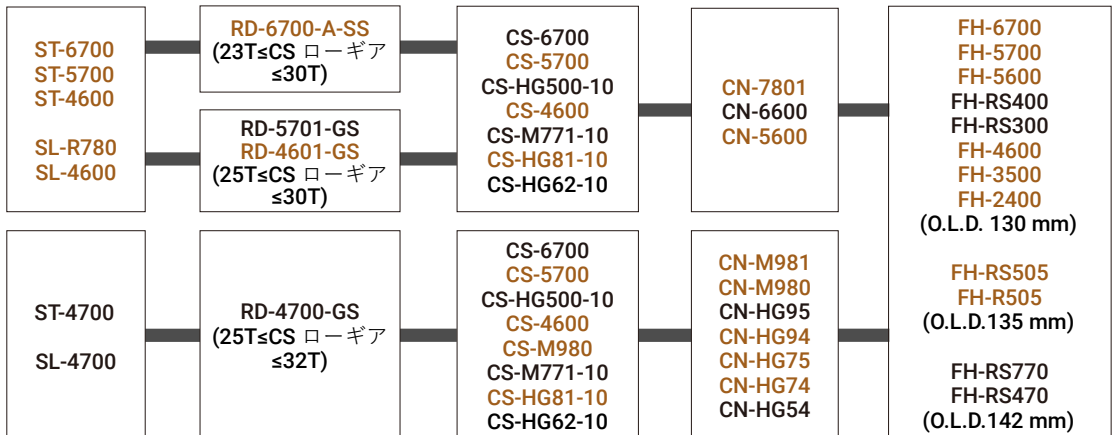 ST-6700
ST-5700
ST-4600
SL-R780
SL-4600
RD-6700-A-SS
(23T≤CS ローギア
≤30T)
RD-5701-GS
RD-4601-GS
(25T≤CS ローギア
≤30T)
CS-6700
CS-5700
CS-HG500-10
CS-4600
CS-M771-10
CS-HG81-10
CS-HG62-10
CN-7801
CN-6600
CN-5600
FH-6700
FH-5700
FH-5600
FH-RS400
FH-RS300
FH-4600
FH-3500
FH-2400
(O.L.D. 130 mm)
FH-RS505
FH-R505
(O.L.D.135 mm)
FH-RS770
FH-RS470
(O.L.D.142 mm)
ST-4700
SL-4700
RD-4700-GS
(25T≤CS ローギア
≤32T)
CS-6700
CS-5700
CS-HG500-10
CS-4600
CS-M980
CS-M771-10
CS-HG81-10
CS-HG62-10
CN-M981
CN-M980
CN-HG95
CN-HG94
CN-HG75
CN-HG74
CN-HG54